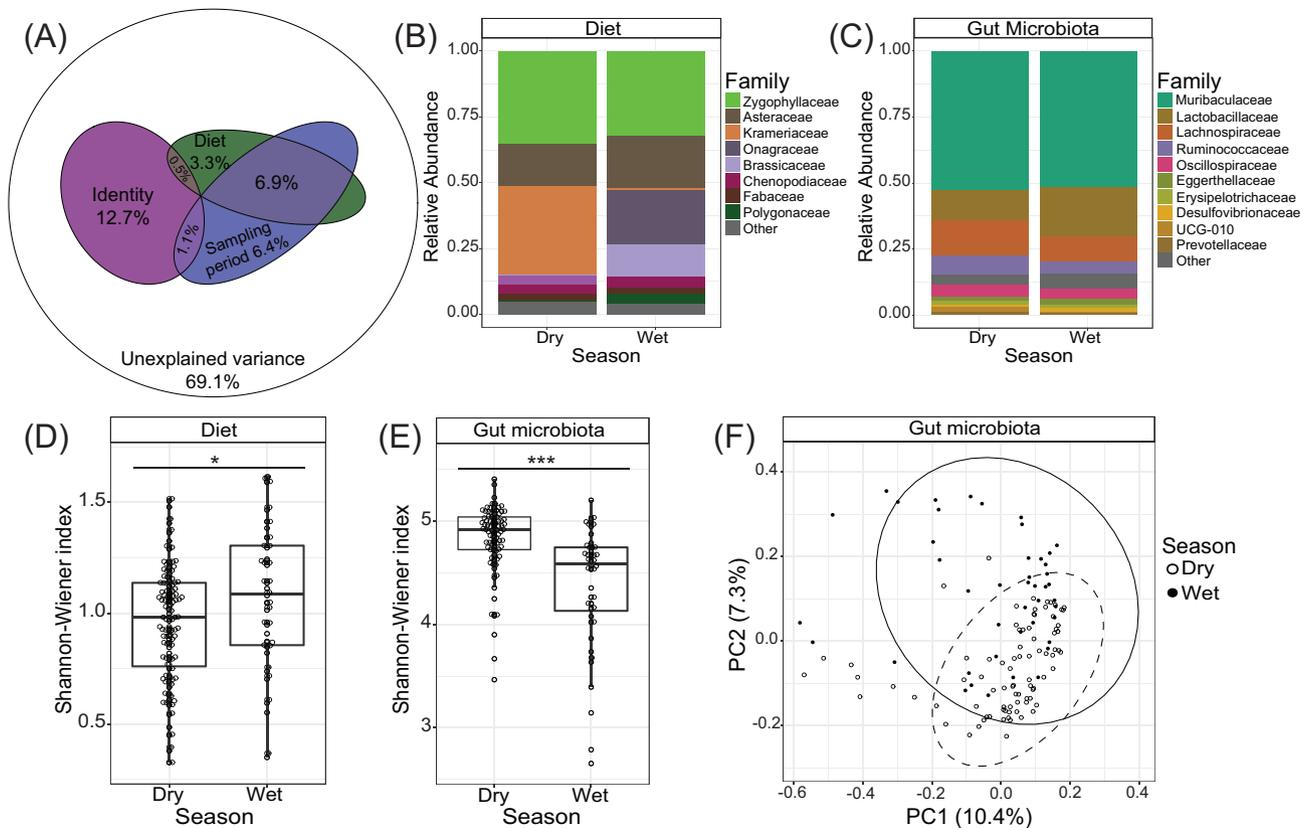 (A)
Diet
3.3%
0.5%
6.9%
Identity
12.7%
1.1%
Sampling
period 6.4%
Unexplained variance
69.1%
(B)
Diet
Relative Abundance
1.00
0.75
0.50
0.25
0.00
Dry Wet
Season
Family
Zygophyllaceae
Asteraceae
Krameriaceae
Onagraceae
Brassicaceae
Chenopodiaceae
Fabaceae
Polygonaceae
Other
(C)
Gut Microbiota
Relative Abundance
1.00
0.75
0.50
0.25
0.00
Dry Wet
Season
Family
Muribaculaceae
Lactobacillaceae
Lachnospiraceae
Ruminococcaceae
Oscillospiraceae
Eggerthellaceae
Erysipelotrichaceae
Desulfovibrionaceae
UCG-010
Prevotellaceae
Other
(D)
Diet
*
Shannon-Wiener index
1.5
1.0
0.5
Dry Wet
Season
(E)
Gut microbiota
***
Shannon-Wiener index
5
4
3
Dry Wet
Season
(F)
Gut microbiota
PC2 (7.3%)
0.4
0.2
0.0
-0.2
-0.6 -0.4 -0.2 0.0 0.2 0.4
PC1 (10.4%)
Season
Dry
Wet